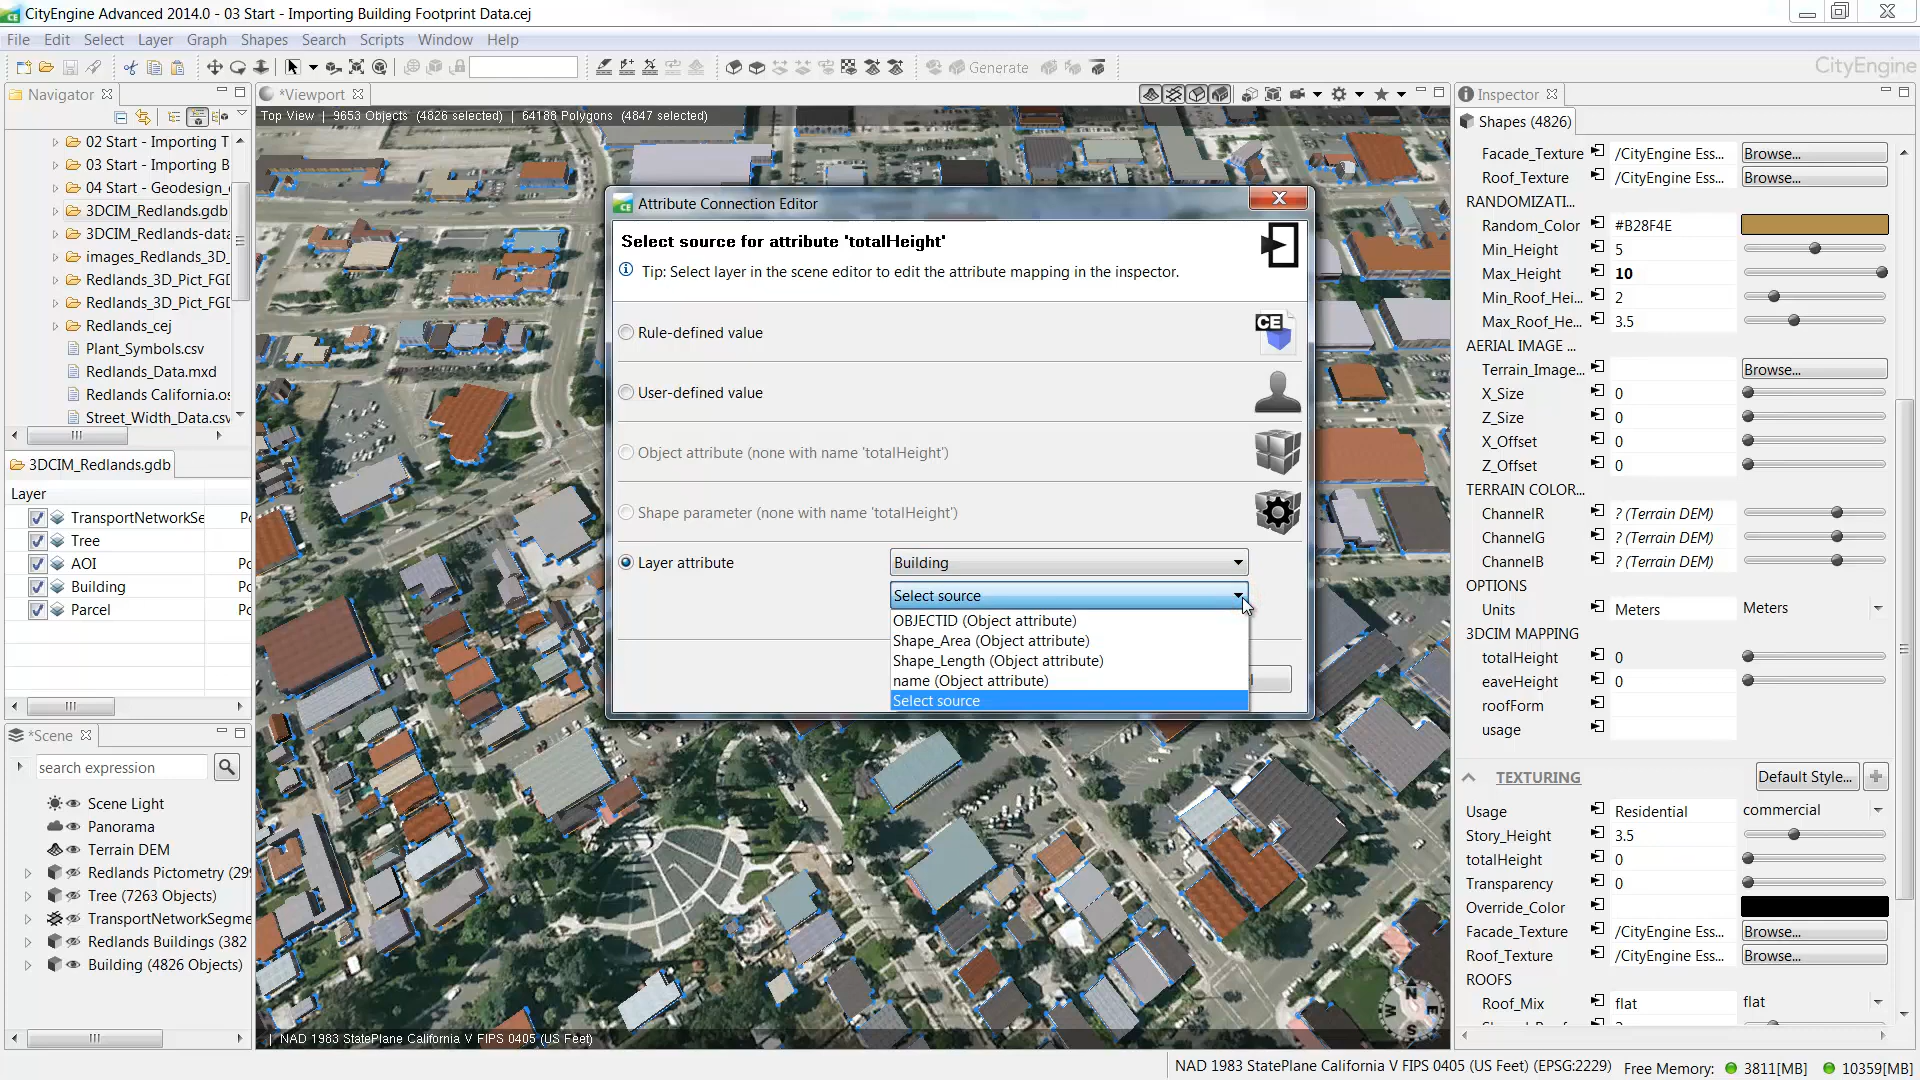 CityEngine Advanced 2014.0 - 03 Start - Importing Building Footprint Data.cej
File Edit Select Layer Graph Shapes Search Scripts Window Help
Generate
CityEngine
Navigator
02 Start - Importing T
03 Start - Importing B
04 Start - Geodesign_
3DCIM_Redlands.gdb
3DCIM_Redlands-data
images_Redlands_3D_
Redlands_3D_Pict_FGD
Redlands_3D_Pict_FGD
Redlands_cej
Plant_Symbols.csv
Redlands_Data.mxd
Redlands California.os
Street_Width_Data.csv
3DCIM_Redlands.gdb
Layer
TransportNetworkSe Po
Tree
AOI Po
Building Po
Parcel Po
*Scene
search expression
Scene Light
Panorama
Terrain DEM
Redlands Pictometry (299
Tree (7263 Objects)
TransportNetworkSegme
Redlands Buildings (382
Building (4826 Objects)
*Viewport
Top View | 9653 Objects (4826 selected) | 64188 Polygons (4847 selected)
CE
Attribute Connection Editor
Select source for attribute 'totalHeight'
Tip: Select layer in the scene editor to edit the attribute mapping in the inspector.
Rule-defined value
CE
User-defined value
Object attribute (none with name 'totalHeight')
Shape parameter (none with name 'totalHeight')
Layer attribute Building
Select source
OBJECTID (Object attribute)
Shape_Area (Object attribute)
Shape_Length (Object attribute)
name (Object attribute)
Select source
N
W E
S
| NAD 1983 StatePlane California V FIPS 0405 (US Feet)
Inspector
Shapes (4826)
Facade_Texture /CityEngine Ess... Browse...
Roof_Texture /CityEngine Ess... Browse...
RANDOMIZATI...
Random_Color #B28F4E
Min_Height 5
Max_Height 10
Min_Roof_Hei... 2
Max_Roof_He... 3.5
AERIAL IMAGE ...
Terrain_Image... Browse...
X_Size 0
Z_Size 0
X_Offset 0
Z_Offset 0
TERRAIN COLOR...
ChannelR ? (Terrain DEM)
ChannelG ? (Terrain DEM)
ChannelB ? (Terrain DEM)
OPTIONS
Units Meters Meters
3DCIM MAPPING
totalHeight 0
eaveHeight 0
roofForm
usage
TEXTURING Default Style...
Usage Residential commercial
Story_Height 3.5
totalHeight 0
Transparency 0
Override_Color
Facade_Texture /CityEngine Ess... Browse...
Roof_Texture /CityEngine Ess... Browse...
ROOFS
Roof_Mix flat flat
NAD 1983 StatePlane California V FIPS 0405 (US Feet) (EPSG:2229) Free Memory: 3811[MB] 10359[MB]